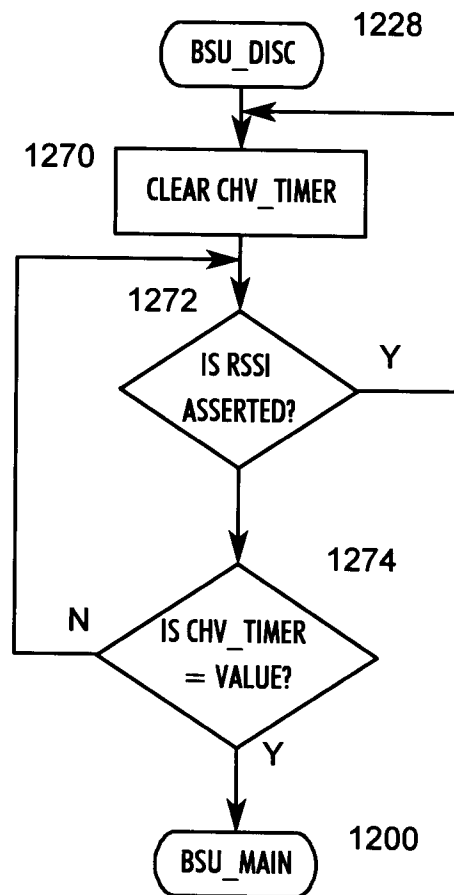 1228
BSU_DISC
1270
CLEAR CHV_TIMER
1272
IS RSSI
ASSERTED?
Y
1274
IS CHV_TIMER
= VALUE?
N
Y
1200
BSU_MAIN